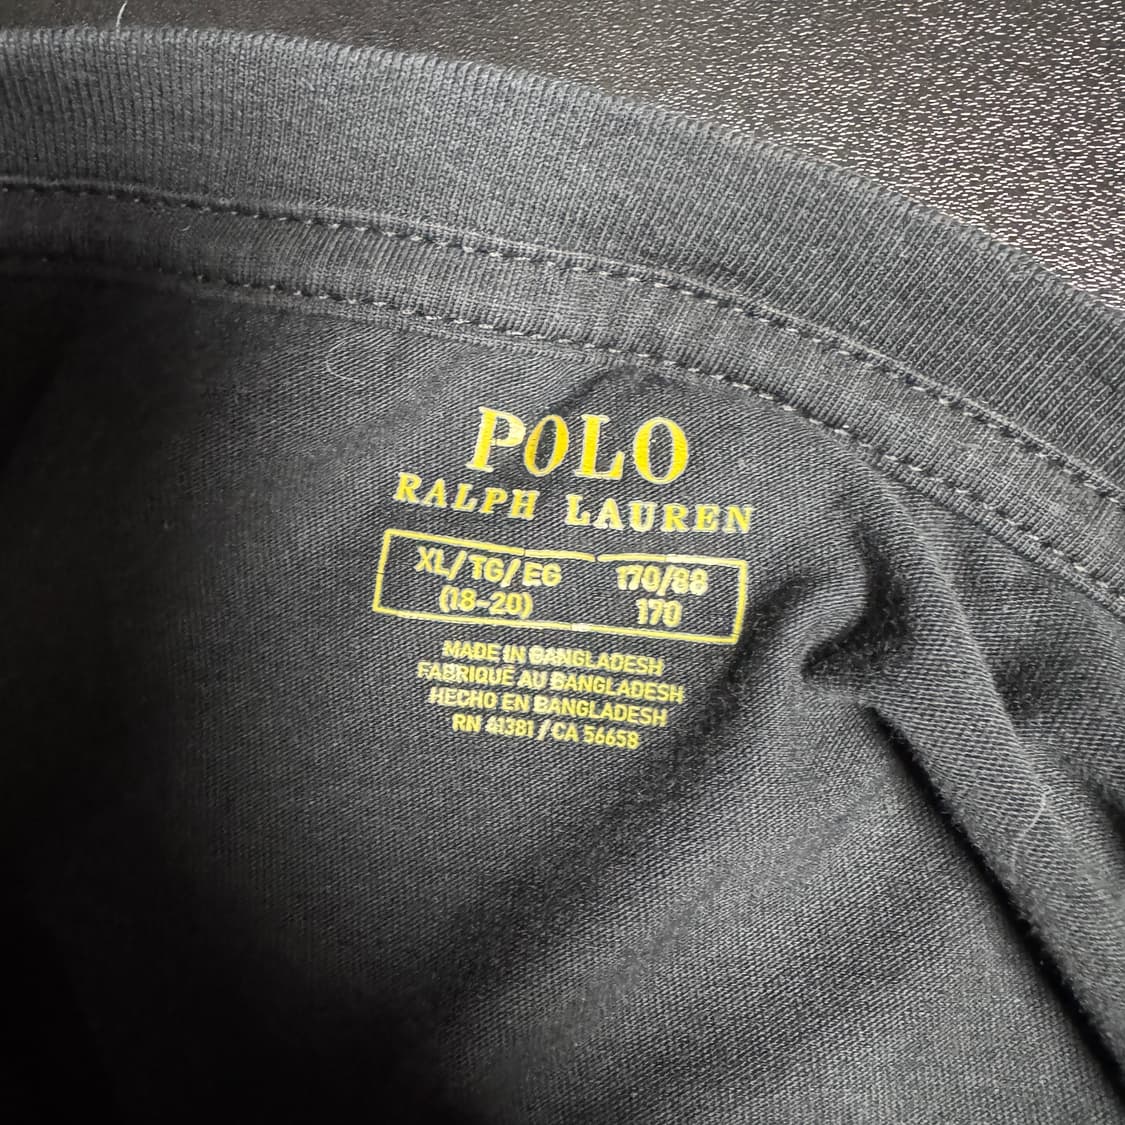 POLO
RALPH LAUREN
XL/TG/EG 170/88
(18-20) 170
MADE IN BANGLADESH
FABRIQUÉ AU BANGLADESH
HECHO EN BANGLADESH
RN 41381 / CA 56658